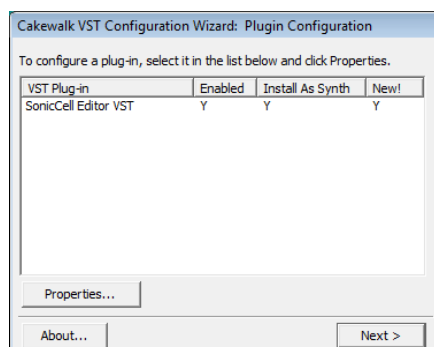 Cakewalk VST Configuration Wizard: Plugin Configuration
To configure a plug-in, select it in the list below and click Properties.
VST Plug-in Enabled Install As Synth New!
SonicCell Editor VST Y Y Y
Properties...
About... Next >